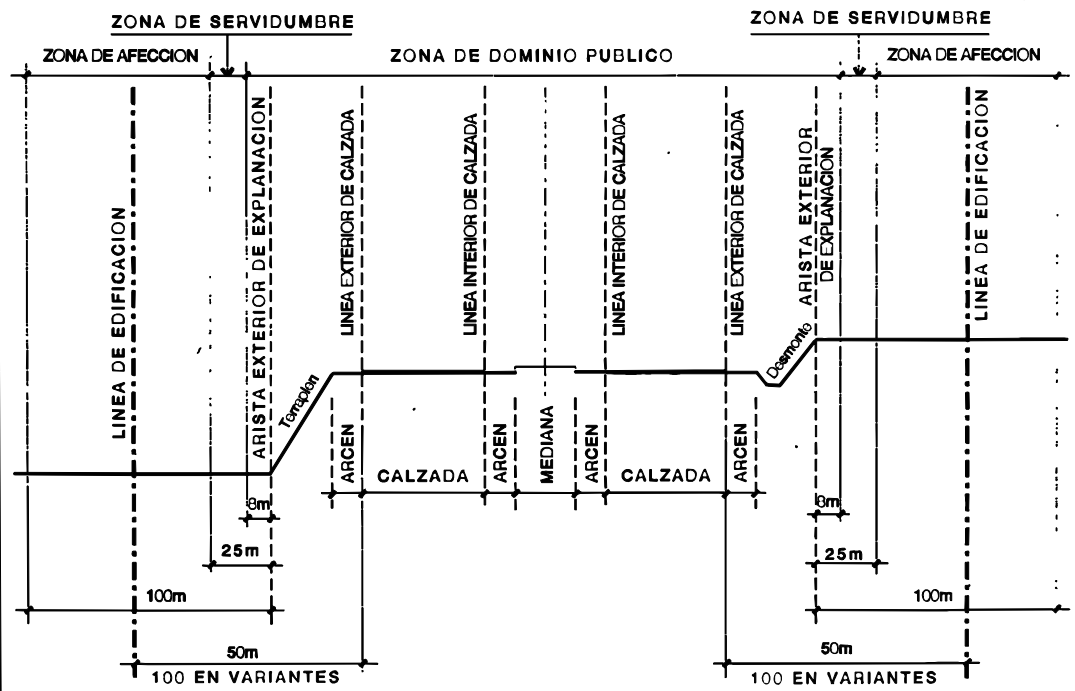 ZONA DE SERVIDUMBRE
ZONA DE SERVIDUMBRE
ZONA DE AFECCION
ZONA DE DOMINIO PUBLICO
ZONA DE AFECCION
LINEA DE EDIFICACION
ARISTA EXTERIOR DE EXPLANACION
LINEA EXTERIOR DE CALZADA
LINEA INTERIOR DE CALZADA
LINEA INTERIOR DE CALZADA
LINEA EXTERIOR DE CALZADA
ARISTA EXTERIOR
DE EXPLANACION
LINEA DE EDIFICACION
Terraplen
Desmonte
ARCEN
CALZADA
ARCEN
MEDIANA
ARCEN
CALZADA
ARCEN
8m
8m
25m
25m
100m
100m
50m
100 EN VARIANTES
50m
100 EN VARIANTES